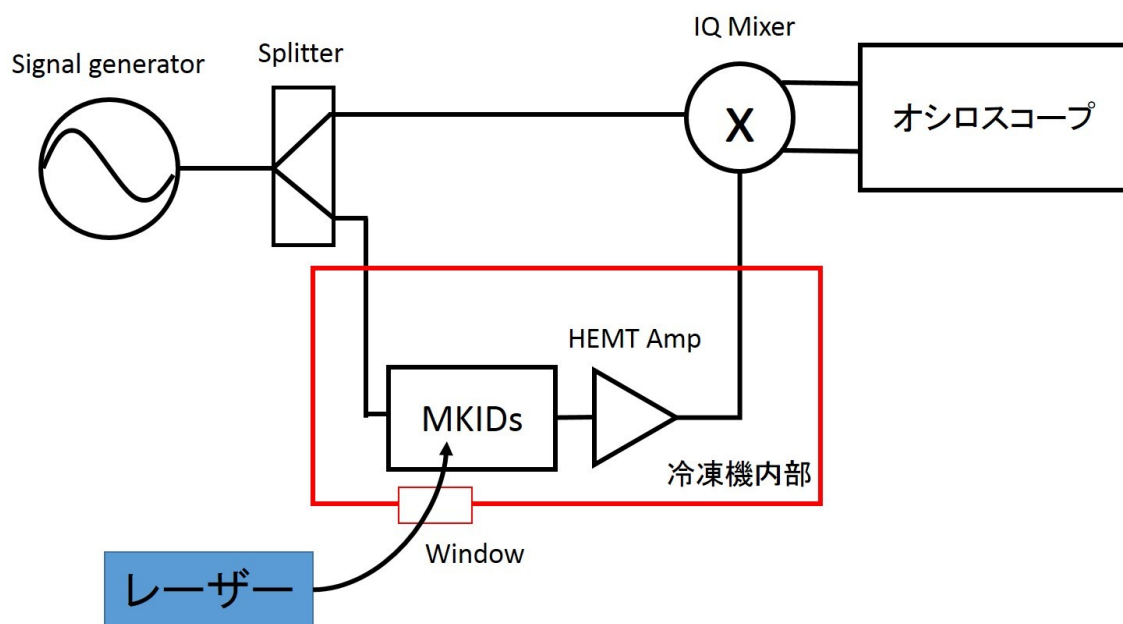 IQ Mixer
Splitter
Signal generator
X
オシロスコープ
HEMT Amp
MKIDs
冷凍機内部
Window
レーザー